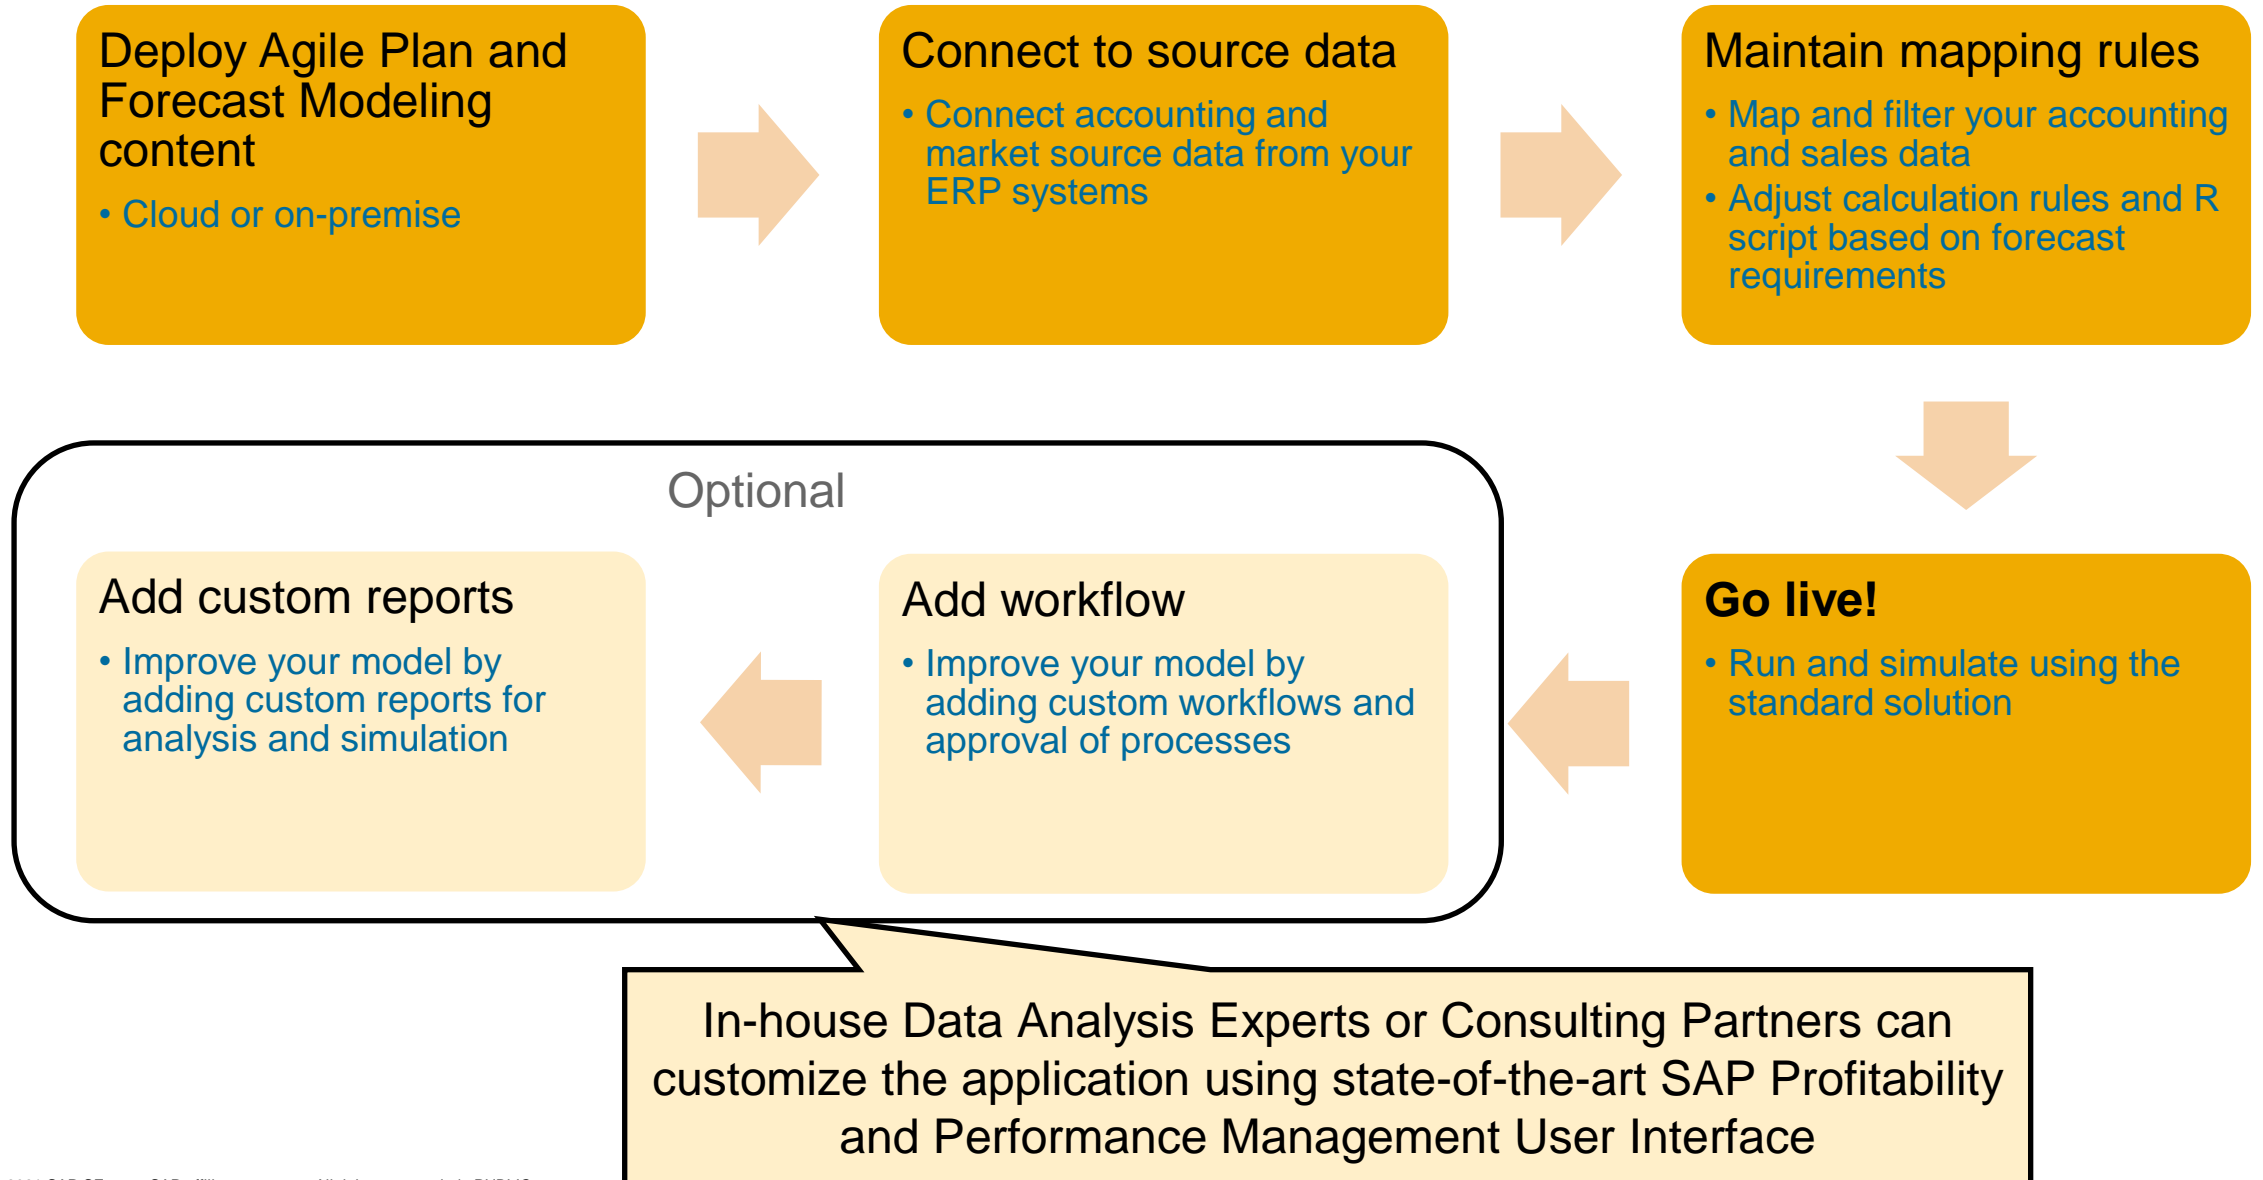 Deploy Agile Plan and
Forecast Modeling
content
• Cloud or on-premise
Connect to source data
• Connect accounting and
market source data from your
ERP systems
Maintain mapping rules
• Map and filter your accounting
and sales data
• Adjust calculation rules and R
script based on forecast
requirements
Go live!
• Run and simulate using the
standard solution
Optional
Add workflow
• Improve your model by
adding custom workflows and
approval of processes
Add custom reports
• Improve your model by
adding custom reports for
analysis and simulation
In-house Data Analysis Experts or Consulting Partners can
customize the application using state-of-the-art SAP Profitability
and Performance Management User Interface